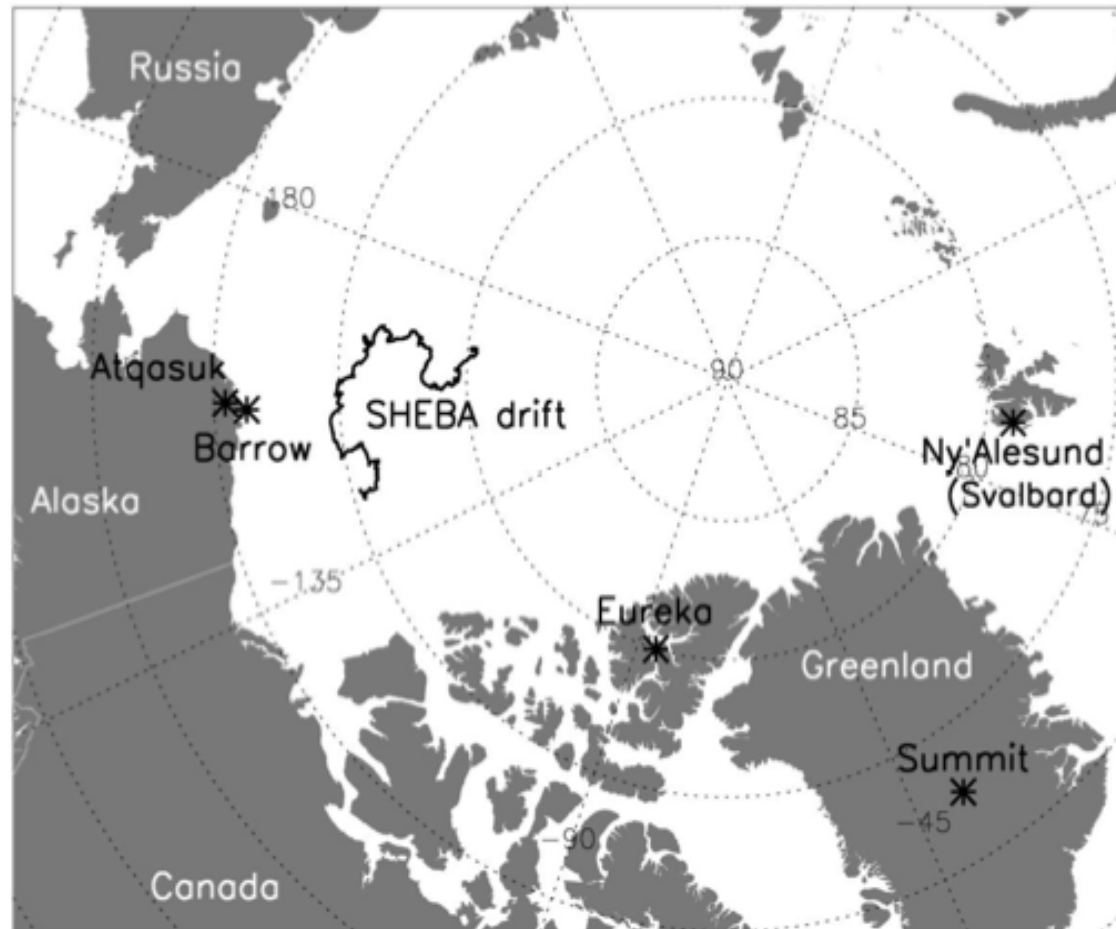 Russia
180
Atqasuk
90
SHEBA drift
85
Barrow
Ny'Alesund
80
(Svalbard)
75
Alaska
-135
Eureka
Greenland
Summit
-45
-90
Canada